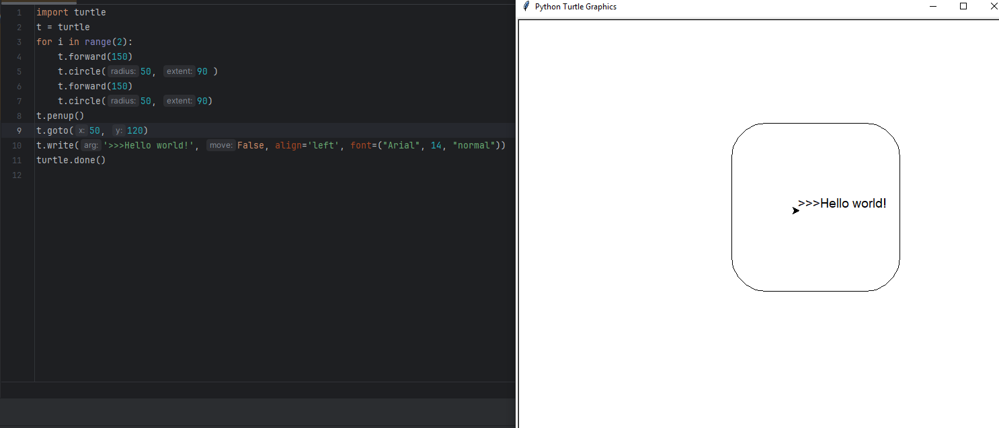 1 import turtle
2 t = turtle
3 for i in range(2):
4 t.forward(150)
5 t.circle( radius: 50, extent: 90 )
6 t.forward(150)
7 t.circle( radius: 50, extent: 90)
8 t.penup()
9 t.goto( x: 50, y: 120)
10 t.write( arg: '>>>Hello world!', move: False, align='left', font=("Arial", 14, "normal"))
11 turtle.done()
12
Python Turtle Graphics
>>>Hello world!